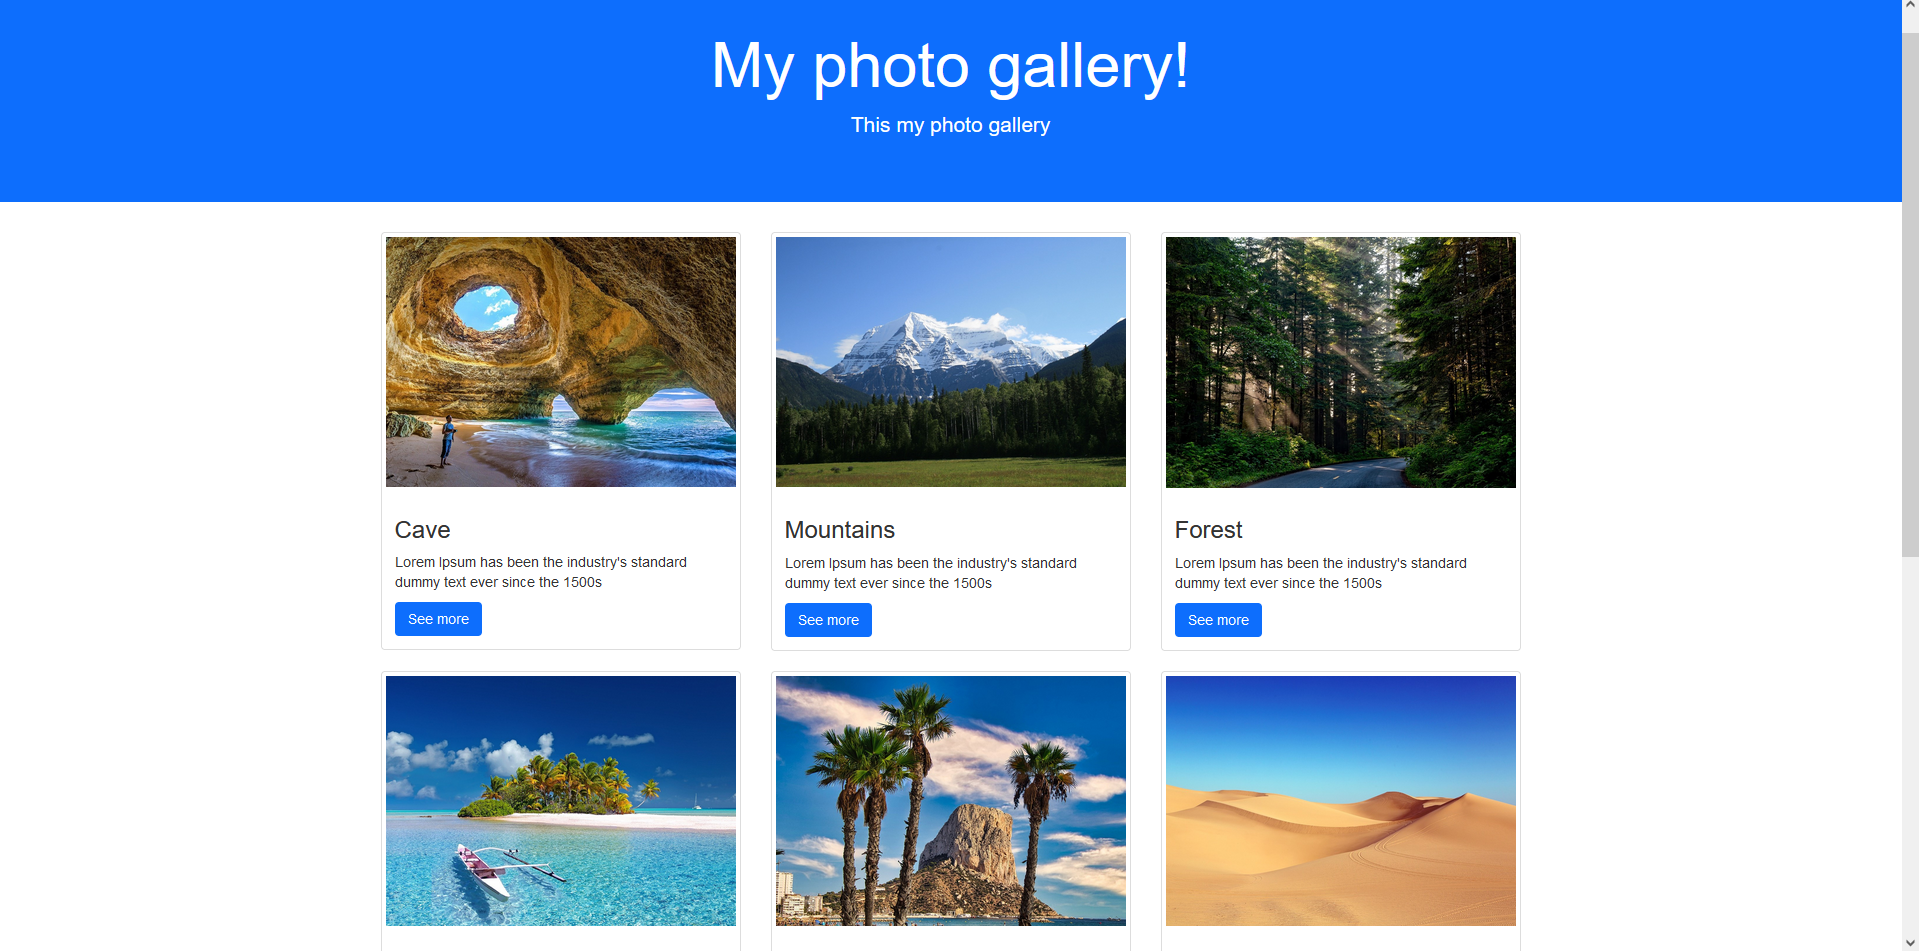 My photo gallery!
This my photo gallery
Cave
Lorem Ipsum has been the industry's standard
dummy text ever since the 1500s
See more
Mountains
Lorem Ipsum has been the industry's standard
dummy text ever since the 1500s
See more
Forest
Lorem Ipsum has been the industry's standard
dummy text ever since the 1500s
See more